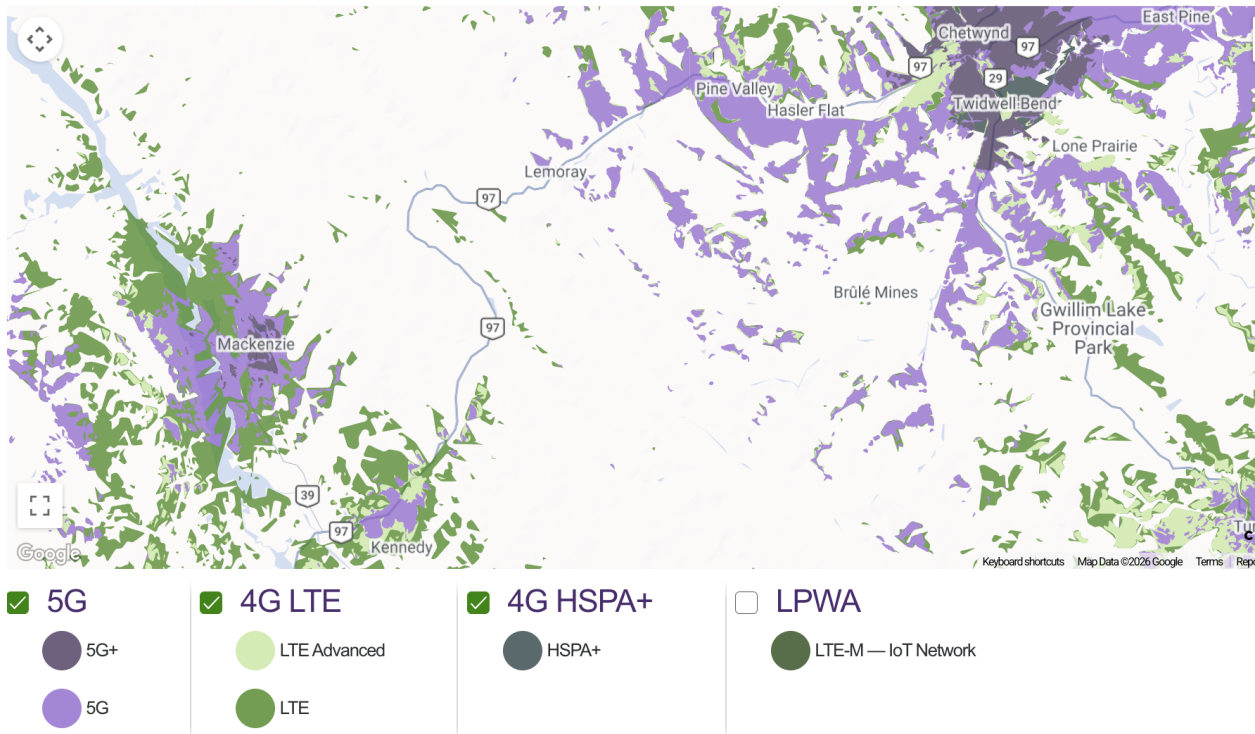 East Pine
Chetwynd
97
97
29
Pine Valley
Hasler Flat
Twidwell Bend
Lone Prairie
Lemoray
97
Brûlé Mines
Gwillim Lake
Provincial
Park
97
Mackenzie
39
97
Kennedy
Tu
Google
Keyboard shortcuts
Map Data ©2026 Google
Terms
Repo
5G
4G LTE
4G HSPA+
LPWA
5G+
LTE Advanced
HSPA+
LTE-M — IoT Network
5G
LTE